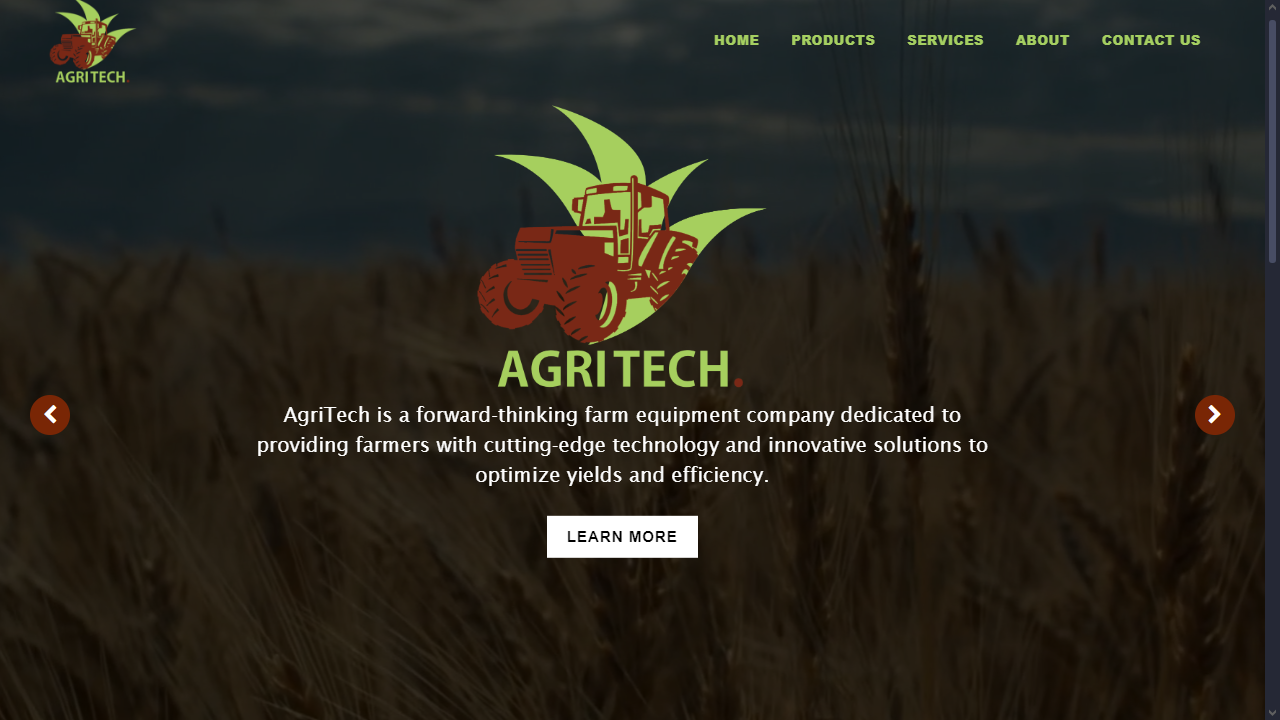 AGRITECH.
HOME PRODUCTS SERVICES ABOUT CONTACT US
AGRITECH.
AgriTech is a forward-thinking farm equipment company dedicated to
providing farmers with cutting-edge technology and innovative solutions to
optimize yields and efficiency.
LEARN MORE